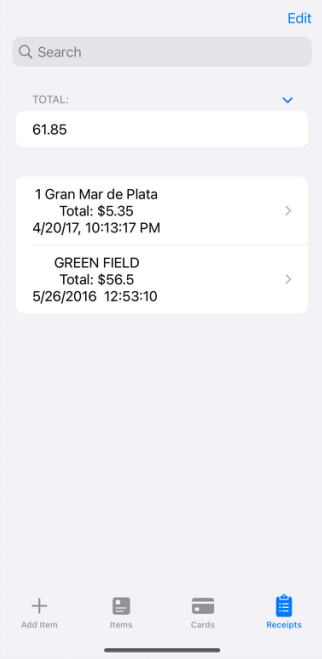 Edit
Search
TOTAL:
61.85
1 Gran Mar de Plata
Total: $5.35
4/20/17, 10:13:17 PM
GREEN FIELD
Total: $56.5
5/26/2016 12:53:10
Add Item
Items
Cards
Receipts